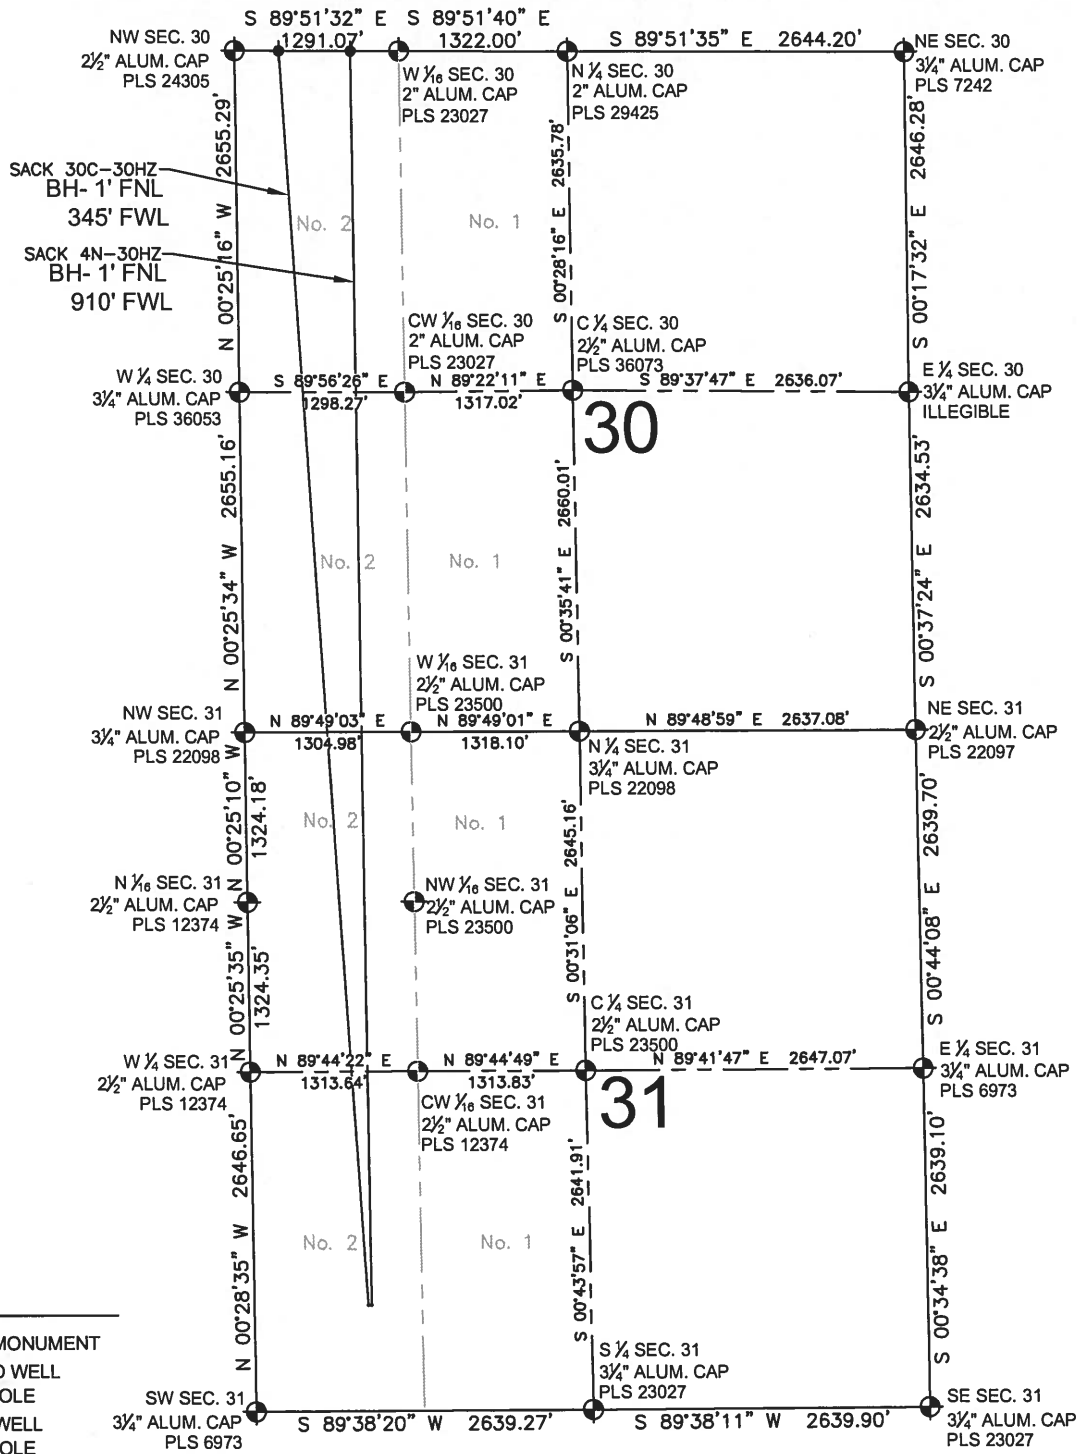 S 89°51'32" E S 89°51'40" E
1291.07' 1322.00' S 89°51'35" E 2644.20'
NW SEC. 30
2½" ALUM. CAP
PLS 24305
W ⅟16 SEC. 30
2" ALUM. CAP
PLS 23027
N ¼ SEC. 30
2" ALUM. CAP
PLS 29425
NE SEC. 30
3¼" ALUM. CAP
PLS 7242
N 00°25'16" W 2655.29'
S 00°28'16" E 2635.78'
S 00°17'32" E 2646.28'
SACK 30C-30HZ
BH- 1' FNL
345' FWL
SACK 4N-30HZ
BH- 1' FNL
910' FWL
No. 2 No. 1
CW ⅟16 SEC. 30
2" ALUM. CAP
PLS 23027
C ¼ SEC. 30
2½" ALUM. CAP
PLS 36073
W ¼ SEC. 30
3¼" ALUM. CAP
PLS 36053
S 89°56'26" E N 89°22'11" E S 89°37'47" E 2636.07'
1298.27' 1317.02'
E ¼ SEC. 30
3¼" ALUM. CAP
ILLEGIBLE
30
N 00°25'34" W 2655.16'
S 00°35'41" E 2660.01'
S 00°37'24" E 2634.53'
No. 2 No. 1
W ⅟16 SEC. 31
2½" ALUM. CAP
PLS 23500
NW SEC. 31
3¼" ALUM. CAP
PLS 22098
N 89°49'03" E N 89°49'01" E N 89°48'59" E 2637.08'
1304.98' 1318.10'
NE SEC. 31
2½" ALUM. CAP
PLS 22097
N ¼ SEC. 31
3¼" ALUM. CAP
PLS 22098
N 00°25'10" W
1324.18'
S 00°31'06" E 2645.16'
S 00°44'08" E 2639.70'
No. 2 No. 1
N ⅟16 SEC. 31
2½" ALUM. CAP
PLS 12374
NW ⅟16 SEC. 31
2½" ALUM. CAP
PLS 23500
N 00°25'35" W
1324.35'
C ¼ SEC. 31
2½" ALUM. CAP
PLS 23500
W ¼ SEC. 31
2½" ALUM. CAP
PLS 12374
N 89°44'22" E N 89°44'49" E N 89°41'47" E 2647.07'
1313.64' 1313.83'
E ¼ SEC. 31
3¼" ALUM. CAP
PLS 6973
CW ⅟16 SEC. 31
2½" ALUM. CAP
PLS 12374
31
N 00°28'35" W 2646.65'
S 00°43'57" E 2641.91'
S 00°34'38" E 2639.10'
No. 2 No. 1
MONUMENT
WELL
OLE
WELL
OLE
S ¼ SEC. 31
3¼" ALUM. CAP
PLS 23027
SW SEC. 31
3¼" ALUM. CAP
PLS 6973
S 89°38'20" W 2639.27' S 89°38'11" W 2639.90'
SE SEC. 31
3¼" ALUM. CAP
PLS 23027